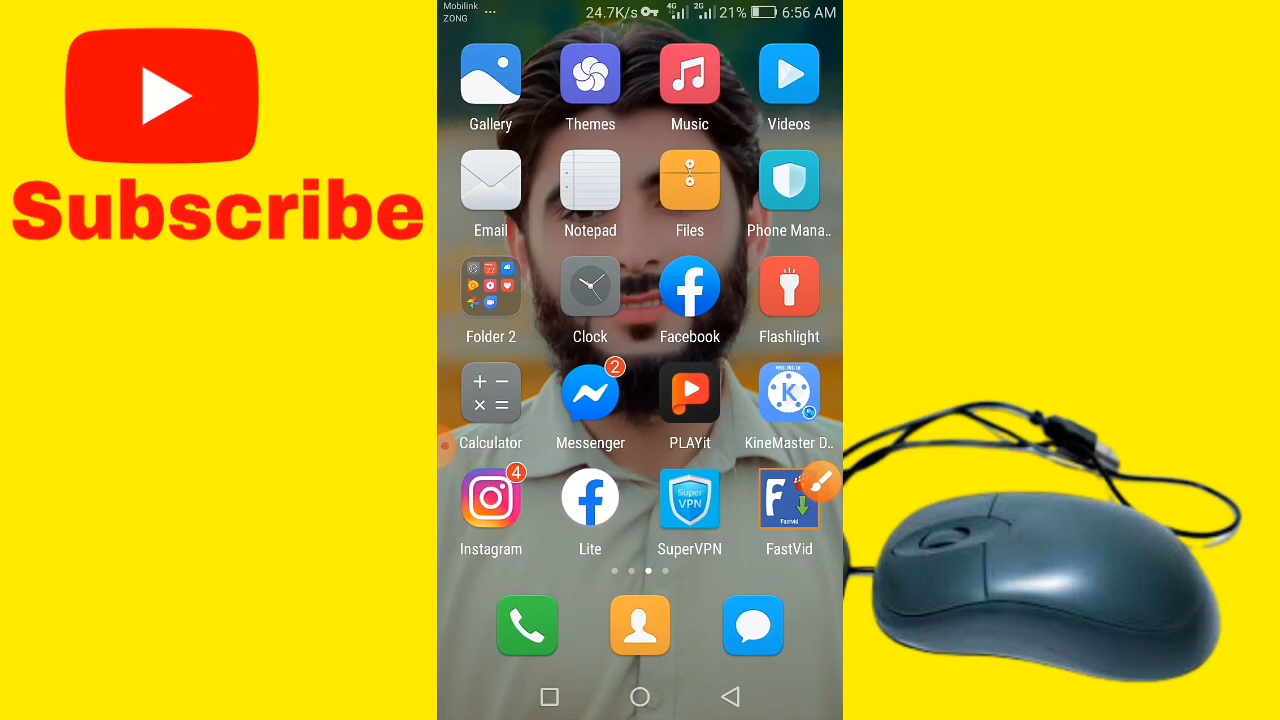 Subscribe
Mobilink
ZONG
... 24.7K/s 4G 2G 21% 6:56 AM
Gallery Themes Music Videos
Email Notepad Files Phone Mana..
Folder 2 Clock Facebook Flashlight
Calculator 2 Messenger PLAYit K KineMaster D..
4 Instagram Lite Super VPN SuperVPN F Fastvid FastVid